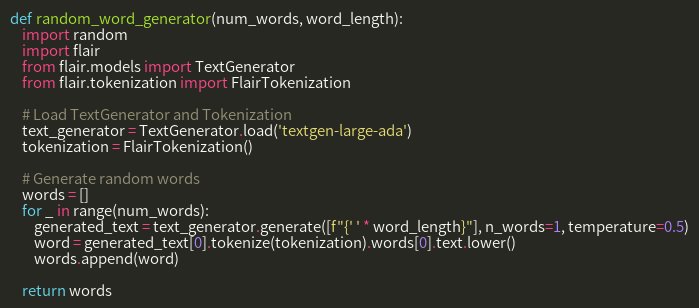 def random_word_generator(num_words, word_length):
    import random
    import flair
    from flair.models import TextGenerator
    from flair.tokenization import FlairTokenization

    # Load TextGenerator and Tokenization
    text_generator = TextGenerator.load('textgen-large-ada')
    tokenization = FlairTokenization()

    # Generate random words
    words = []
    for _ in range(num_words):
        generated_text = text_generator.generate([f"{' ' * word_length}"], n_words=1, temperature=0.5)
        word = generated_text[0].tokenize(tokenization).words[0].text.lower()
        words.append(word)

    return words